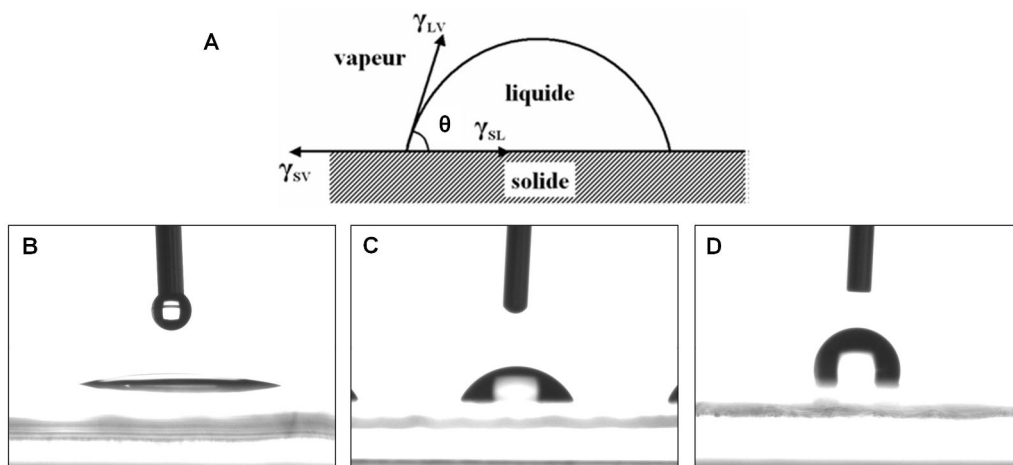 A
γLV
vapeur
liquide
θ
γSL
γSV
solide
B
C
D